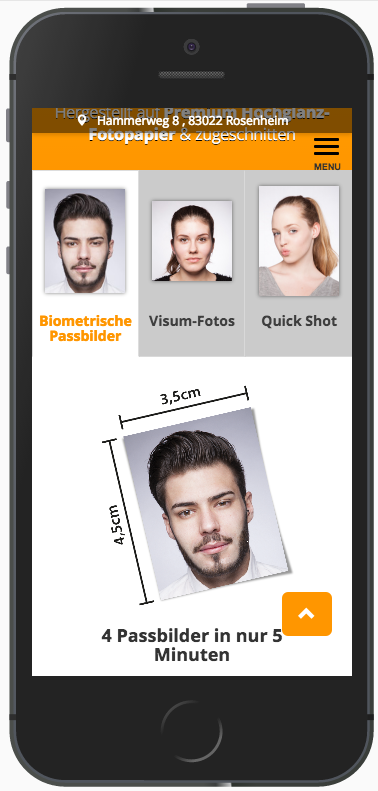 Hergestellt auf Premium Hochglanz-
Hammerweg 8 , 83022 Rosenheim
Fotopapier & zugeschnitten
MENU
Biometrische
Passbilder
Visum-Fotos
Quick Shot
3,5cm
4,5cm
4 Passbilder in nur 5
Minuten